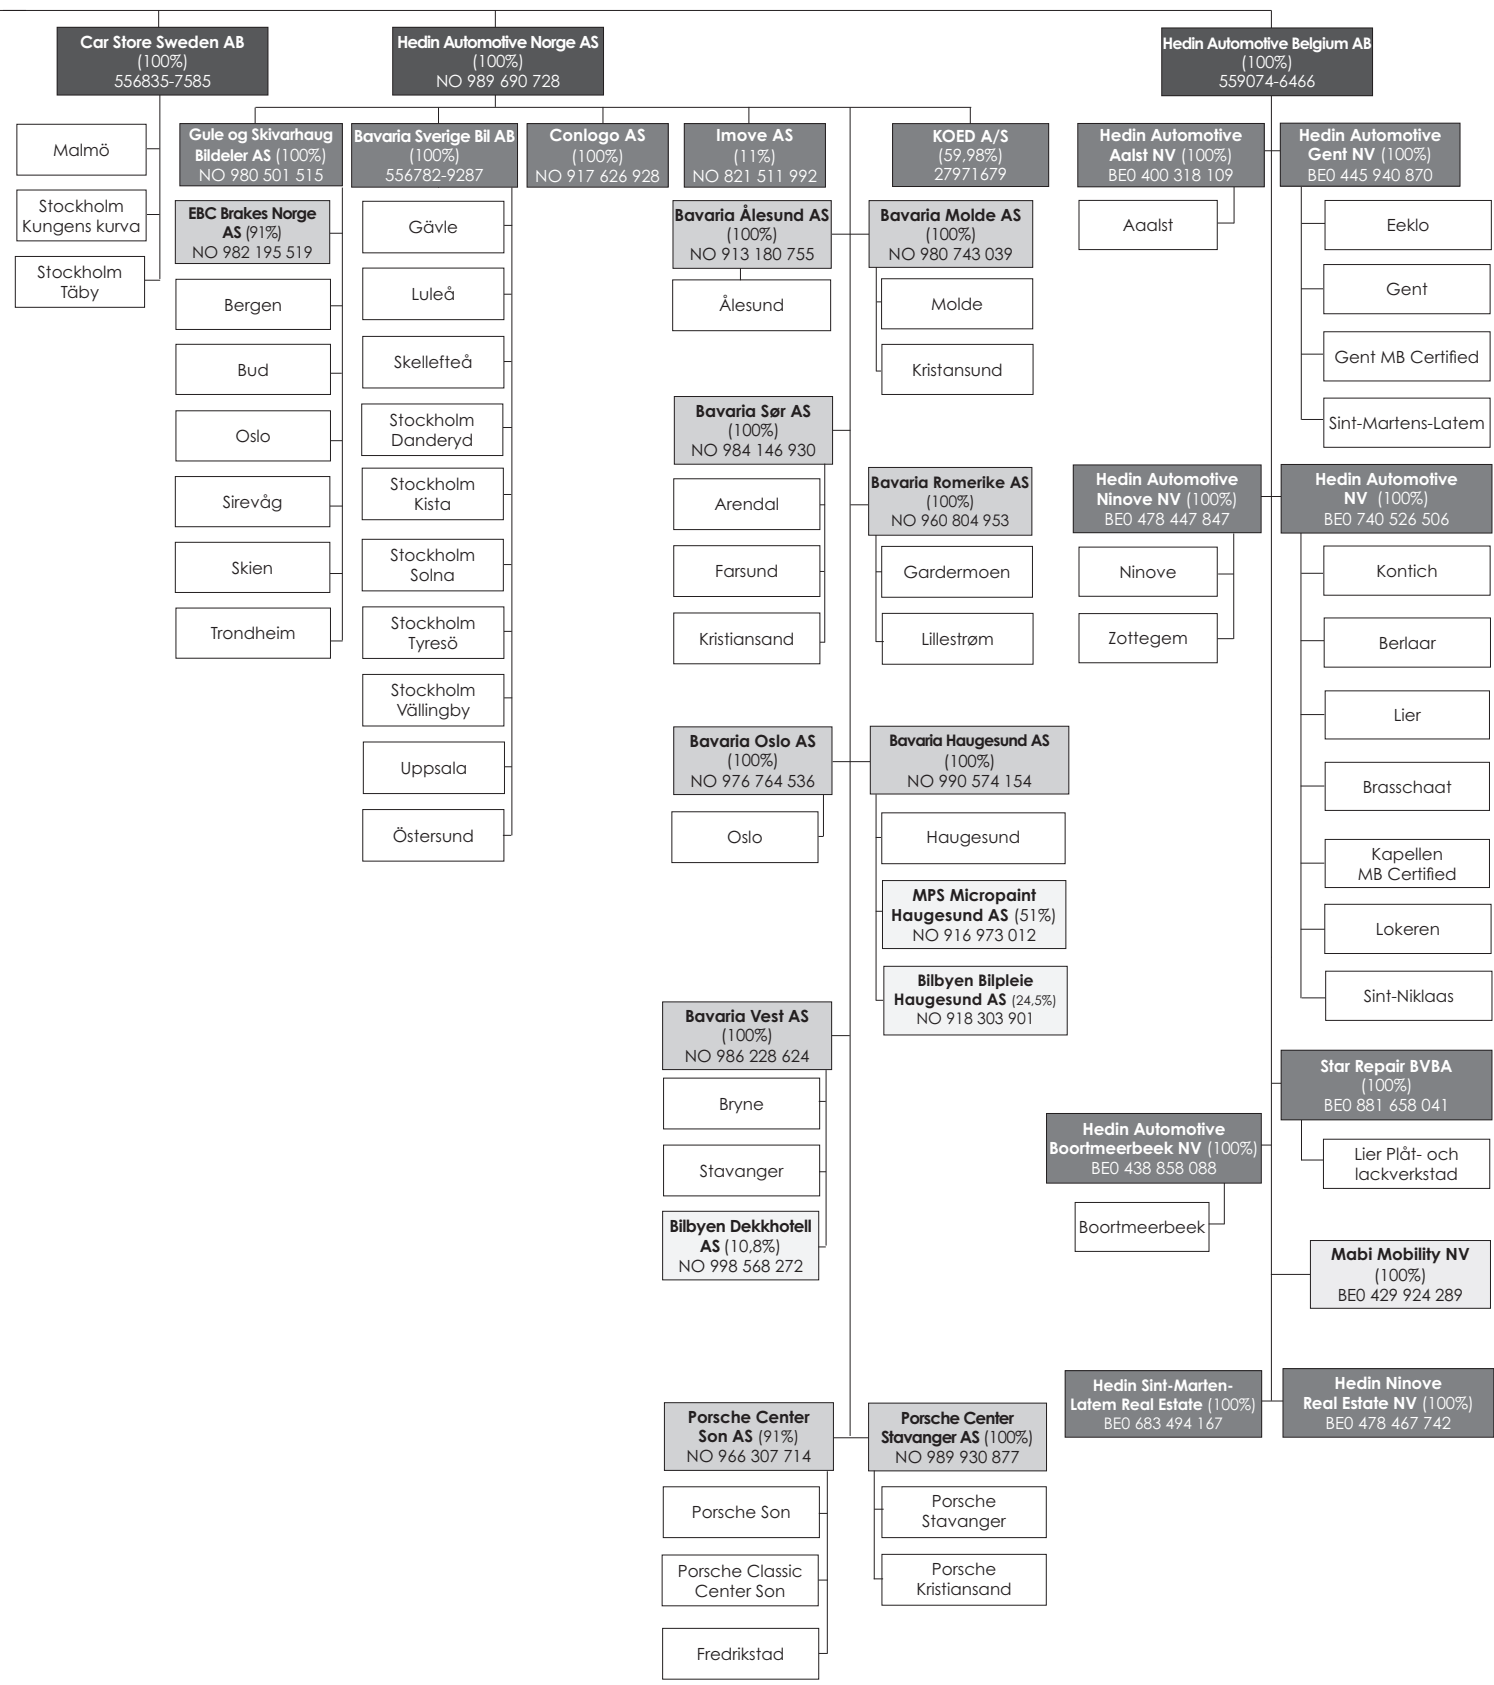 Car Store Sweden AB
(100%)
556835-7585
Malmö
Stockholm
Kungens kurva
Stockholm
Täby
Hedin Automotive Norge AS
(100%)
NO 989 690 728
Gule og Skivarhaug
Bildeler AS (100%)
NO 980 501 515
EBC Brakes Norge
AS (91%)
NO 982 195 519
Bergen
Bud
Oslo
Sirevåg
Skien
Trondheim
Bavaria Sverige Bil AB
(100%)
556782-9287
Gävle
Luleå
Skellefteå
Stockholm
Danderyd
Stockholm
Kista
Stockholm
Solna
Stockholm
Tyresö
Stockholm
Vällingby
Uppsala
Östersund
Conlogo AS
(100%)
NO 917 626 928
Imove AS
(11%)
NO 821 511 992
KOED A/S
(59,98%)
27971679
Bavaria Ålesund AS
(100%)
NO 913 180 755
Ålesund
Bavaria Molde AS
(100%)
NO 980 743 039
Molde
Kristansund
Bavaria Sør AS
(100%)
NO 984 146 930
Arendal
Farsund
Kristiansand
Bavaria Romerike AS
(100%)
NO 960 804 953
Gardermoen
Lillestrøm
Bavaria Oslo AS
(100%)
NO 976 764 536
Oslo
Bavaria Haugesund AS
(100%)
NO 990 574 154
Haugesund
MPS Micropaint
Haugesund AS (51%)
NO 916 973 012
Bilbyen Bilpleie
Haugesund AS (24,5%)
NO 918 303 901
Bavaria Vest AS
(100%)
NO 986 228 624
Bryne
Stavanger
Bilbyen Dekkhotell
AS (10,8%)
NO 998 568 272
Porsche Center
Son AS (91%)
NO 966 307 714
Porsche Son
Porsche Classic
Center Son
Fredrikstad
Porsche Center
Stavanger AS (100%)
NO 989 930 877
Porsche
Stavanger
Porsche
Kristiansand
Hedin Automotive Belgium AB
(100%)
559074-6466
Hedin Automotive
Aalst NV (100%)
BE0 400 318 109
Aaalst
Hedin Automotive
Gent NV (100%)
BE0 445 940 870
Eeklo
Gent
Gent MB Certified
Sint-Martens-Latem
Hedin Automotive
Ninove NV (100%)
BE0 478 447 847
Ninove
Zottegem
Hedin Automotive
NV (100%)
BE0 740 526 506
Kontich
Berlaar
Lier
Brasschaat
Kapellen
MB Certified
Lokeren
Sint-Niklaas
Star Repair BVBA
(100%)
BE0 881 658 041
Lier Plåt- och
lackverkstad
Hedin Automotive
Boortmeerbeek NV (100%)
BE0 438 858 088
Boortmeerbeek
Mabi Mobility NV
(100%)
BE0 429 924 289
Hedin Sint-Marten-
Latem Real Estate (100%)
BE0 683 494 167
Hedin Ninove
Real Estate NV (100%)
BE0 478 467 742